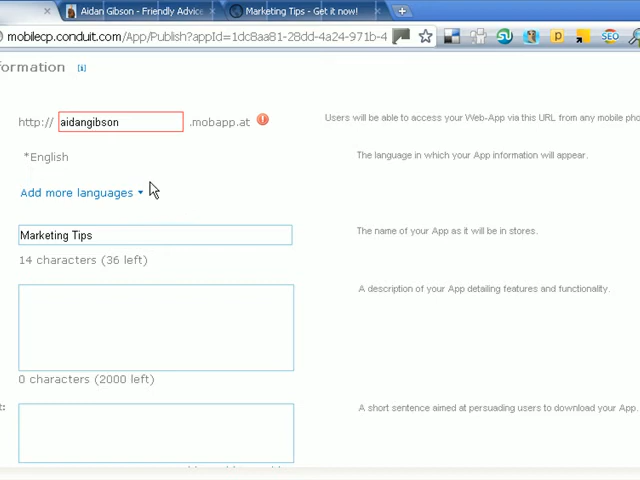 Aidan Gibson - Friendly Advice
Marketing Tips - Get it now!
mobilecp.conduit.com/App/Publish?appId=1dc8aa81-28dd-4a24-971b-4
SEO
formation [i]
http:// aidangibson .mobapp.at
Users will be able to access your Web-App via this URL from any mobile pho
*English
The language in which your App information will appear.
Add more languages
Marketing Tips
The name of your App as it will be in stores.
14 characters (36 left)
A description of your App detailing features and functionality.
0 characters (2000 left)
t:
A short sentence aimed at persuading users to download your App.